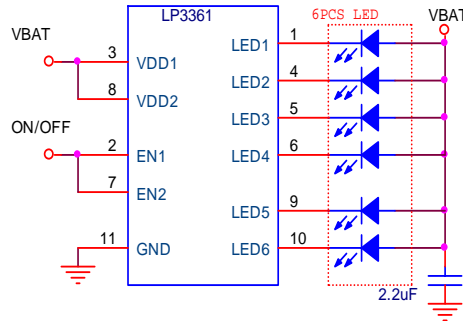 LP3361
6PCS LED
VBAT
VBAT
1
LED1
3
VDD1
4
LED2
8
VDD2
5
LED3
ON/OFF
2
EN1
6
LED4
7
EN2
9
LED5
11
GND
10
LED6
2.2uF